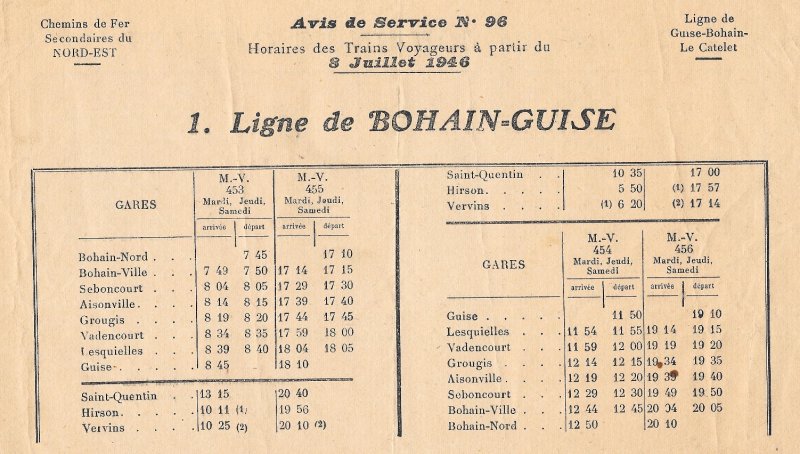 Chemins de Fer
Secondaires du
NORD-EST
Avis de Service N° 96
Horaires des Trains Voyageurs à partir du
8 Juillet 1946
Ligne de
Guise-Bohain-
Le Catelet
1. Ligne de BOHAIN=GUISE
GARES
M.-V.
453
Mardi, Jeudi,
Samedi
arrivée départ
M.-V.
455
Mardi, Jeudi,
Samedi
arrivée départ
Bohain-Nord . . . 7 45 17 10
Bohain-Ville . . . 7 49 7 50 17 14 17 15
Seboncourt . . . 8 04 8 05 17 29 17 30
Aisonville . . . . 8 14 8 15 17 39 17 40
Grougis . . . . 8 19 8 20 17 44 17 45
Vadencourt . . . 8 34 8 35 17 59 18 00
Lesquielles . . . 8 39 8 40 18 04 18 05
Guise . . . . . 8 45 18 10
Saint-Quentin . . 13 15 20 40
Hirson . . . . . 10 11 (1) 19 56
Vervins . . . . 10 25 (2) 20 10 (2)
Saint-Quentin . . 10 35 17 00
Hirson . . . . . 5 50 (1) 17 57
Vervins . . . . (1) 6 20 (2) 17 14
GARES
M.-V.
454
Mardi, Jeudi,
Samedi
arrivée départ
M.-V.
456
Mardi, Jeudi,
Samedi
arrivée départ
Guise . . . . . 11 50 19 10
Lesquielles . . . 11 54 11 55 19 14 19 15
Vadencourt . . . 11 59 12 00 19 19 19 20
Grougis . . . . 12 14 12 15 19 34 19 35
Aisonville . . . . 12 19 12 20 19 39 19 40
Seboncourt . . . 12 29 12 30 19 49 19 50
Bohain-Ville . . . 12 44 12 45 20 04 20 05
Bohain-Nord . . . 12 50 20 10